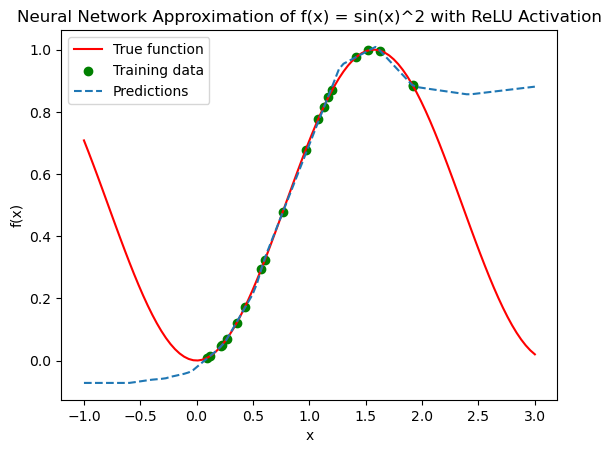 Neural Network Approximation of f(x) = sin(x)^2 with ReLU Activation
True function
Training data
Predictions
f(x)
1.0
0.8
0.6
0.4
0.2
0.0
−1.0 −0.5 0.0 0.5 1.0 1.5 2.0 2.5 3.0
x